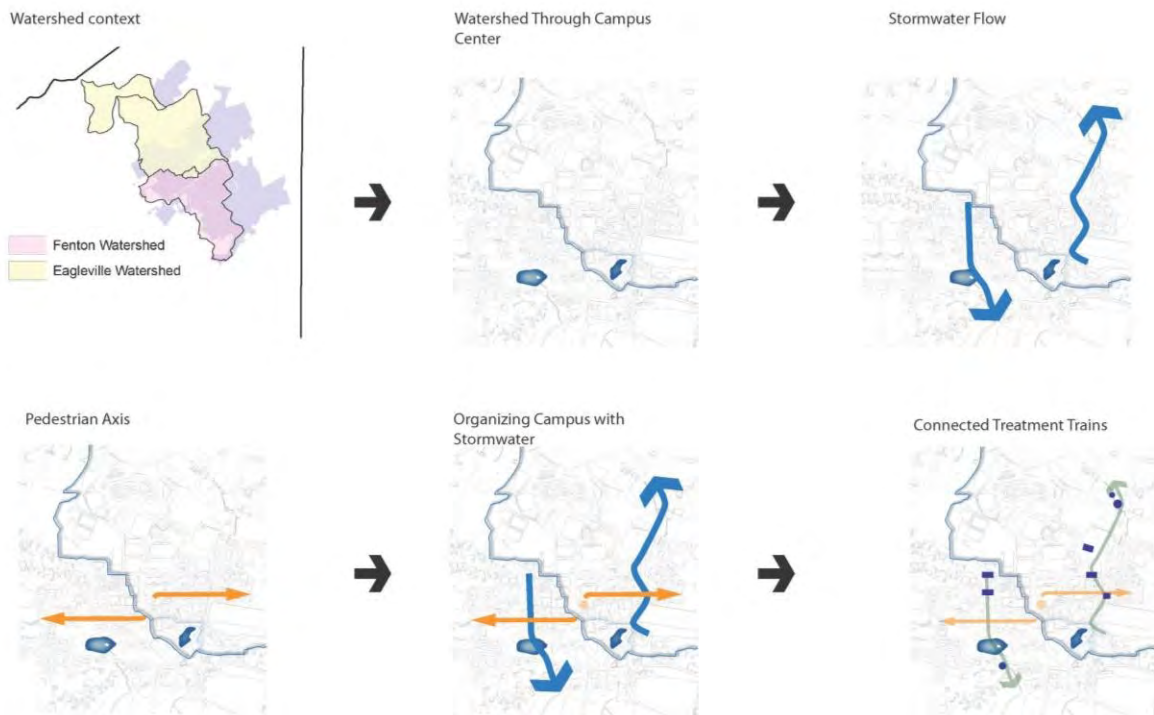 Watershed context
Watershed Through Campus
Center
Stormwater Flow
Fenton Watershed
Eagleville Watershed
Pedestrian Axis
Organizing Campus with
Stormwater
Connected Treatment Trains